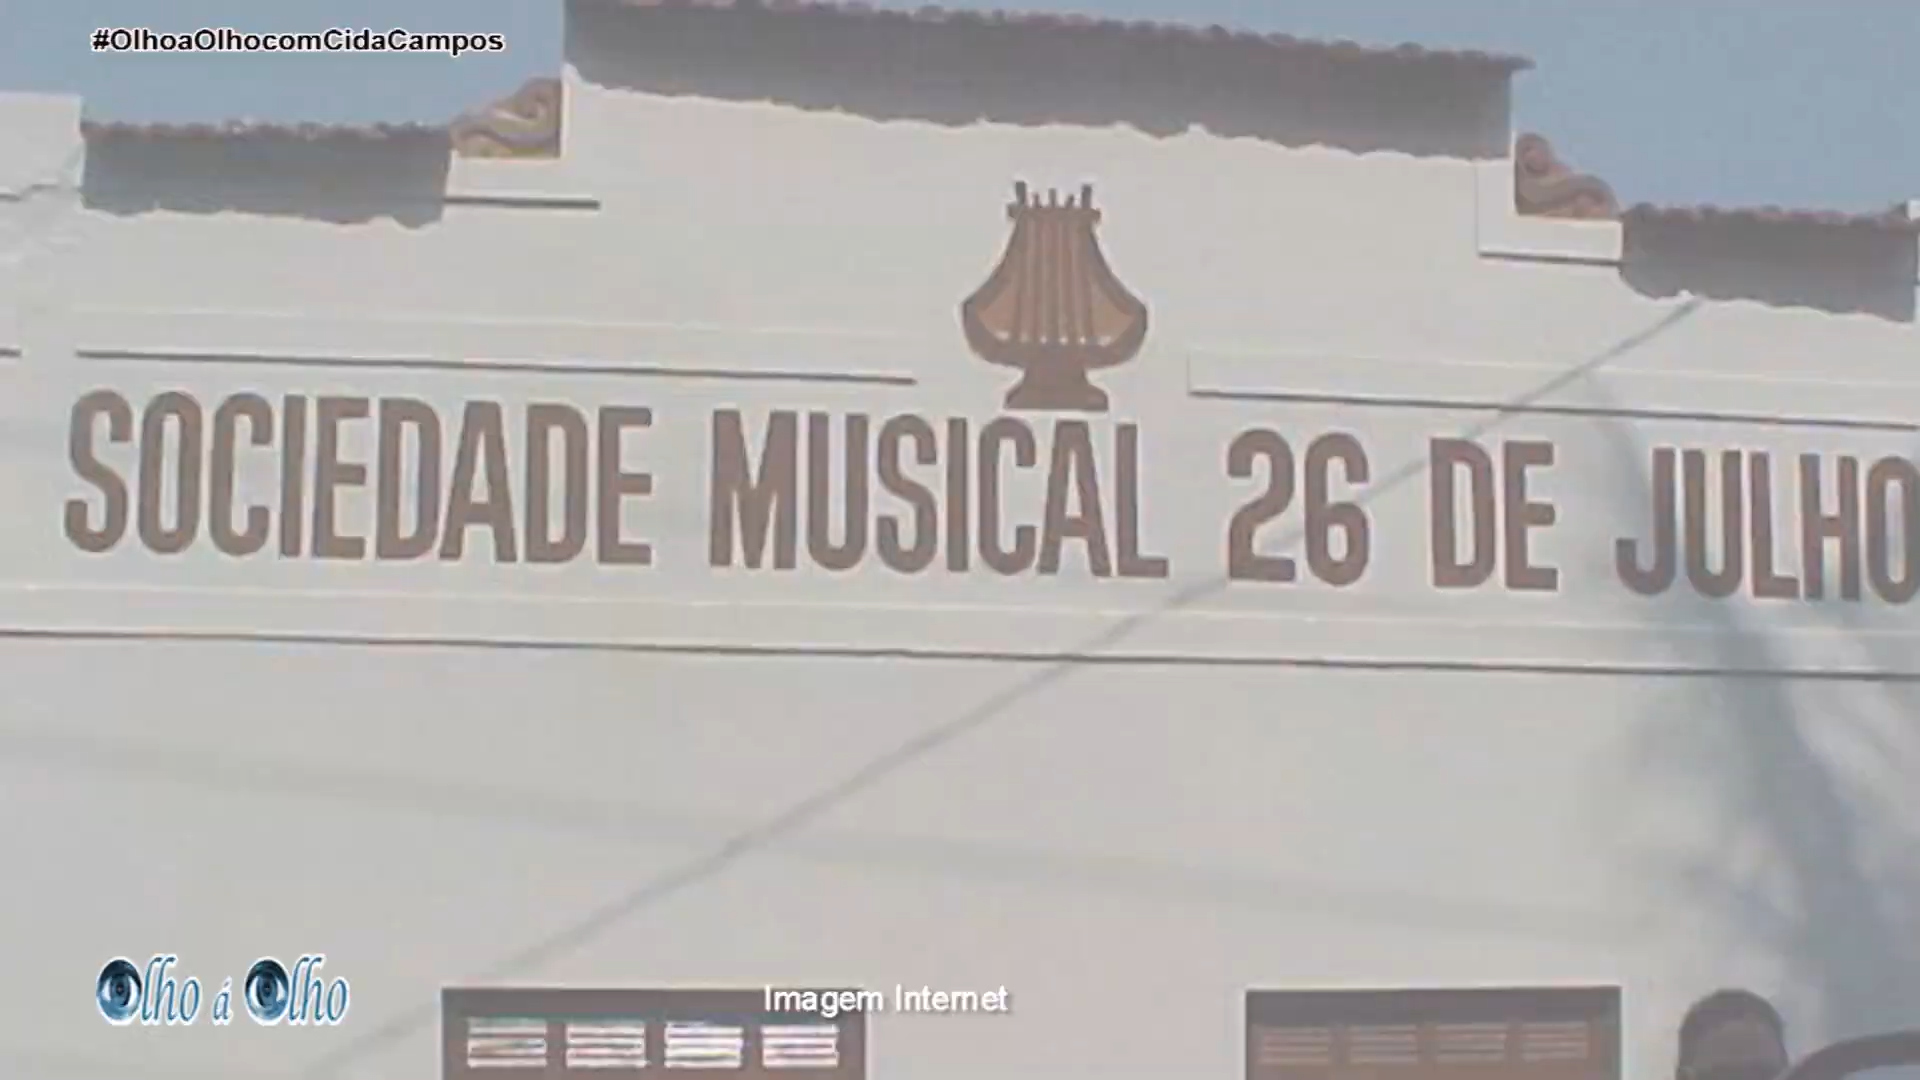 #OlhoaOlhocomCidaCampos
SOCIEDADE MUSICAL 26 DE JULHO
Olho á Olho
Imagem Internet